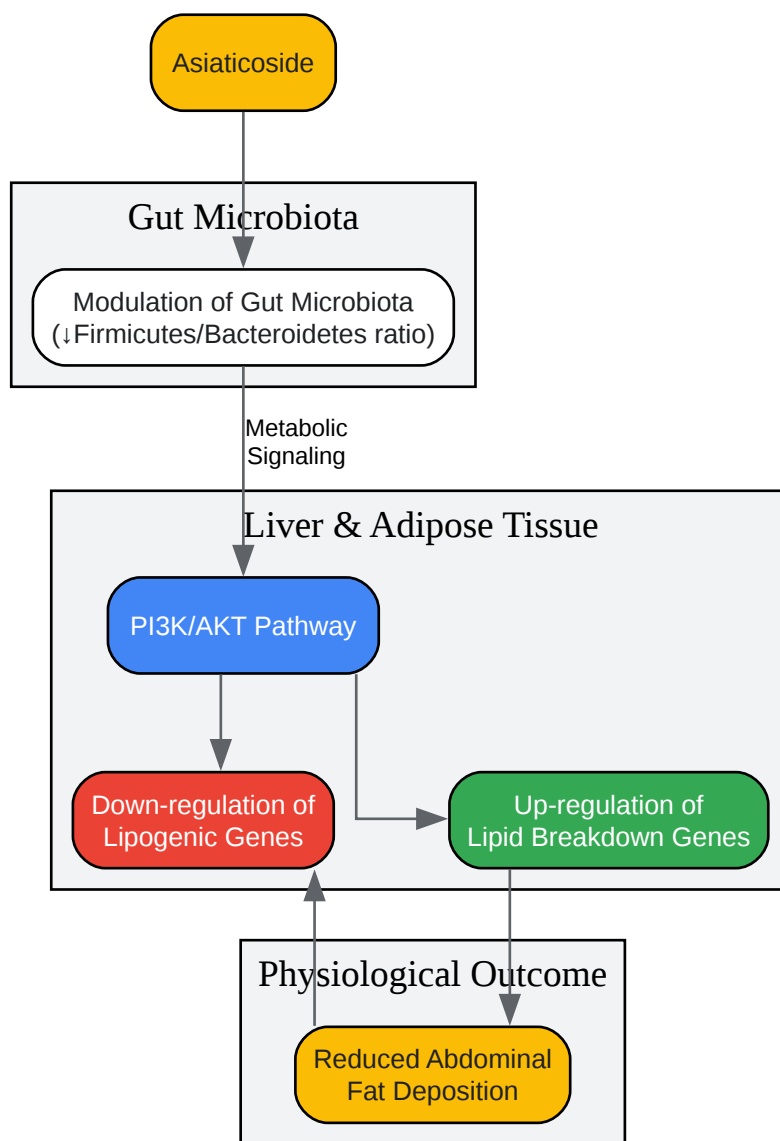 Asiaticoside
Gut Microbiota
Modulation of Gut Microbiota
(↓Firmicutes/Bacteroidetes ratio)
Metabolic
Signaling
Liver & Adipose Tissue
PI3K/AKT Pathway
Down-regulation of
Lipogenic Genes
Up-regulation of
Lipid Breakdown Genes
Physiological Outcome
Reduced Abdominal
Fat Deposition